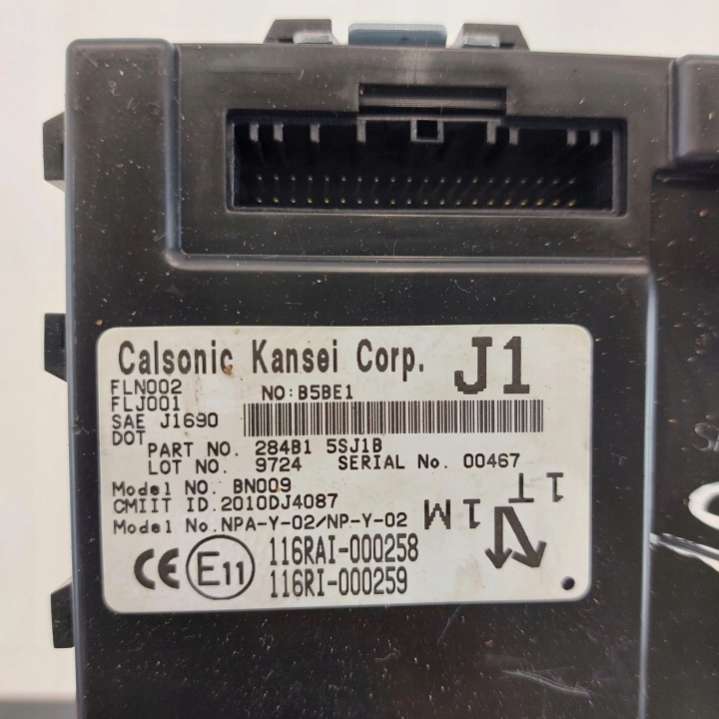 Calsonic Kansei Corp. J1
FLN002 NO:B5BE1
FLJ001
SAE J1690
DOT
PART NO. 284B1 5SJ1B
LOT NO. 9724 SERIAL No. 00467
Model NO. BN009
CMIIT ID.2010DJ4087
Model No.NPA-Y-02/NP-Y-02
1M 1T
CE E11 116RAI-000258
116RI-000259